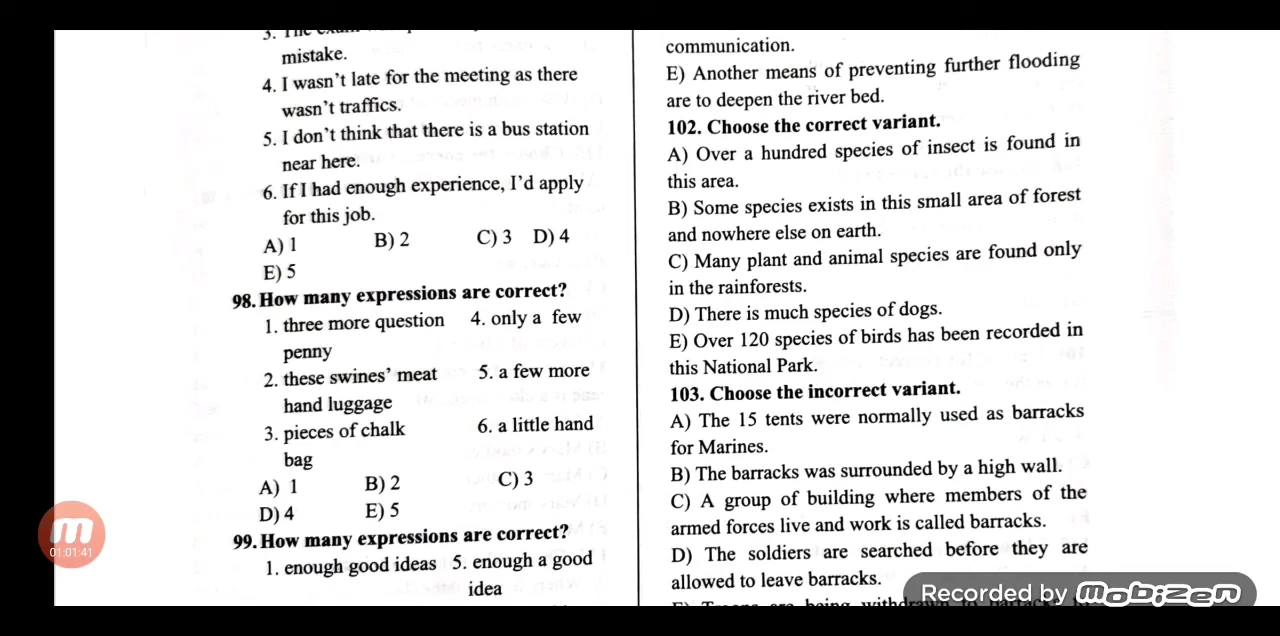 mistake.
4. I wasn't late for the meeting as there
wasn't traffics.
5. I don't think that there is a bus station
near here.
6. If I had enough experience, I'd apply
for this job.
A) 1 B) 2 C) 3 D) 4
E) 5
98. How many expressions are correct?
1. three more question 4. only a few
penny
2. these swines' meat 5. a few more
hand luggage
3. pieces of chalk 6. a little hand
bag
A) 1 B) 2 C) 3
D) 4 E) 5
99. How many expressions are correct?
1. enough good ideas 5. enough a good
idea
communication.
E) Another means of preventing further flooding
are to deepen the river bed.
102. Choose the correct variant.
A) Over a hundred species of insect is found in
this area.
B) Some species exists in this small area of forest
and nowhere else on earth.
C) Many plant and animal species are found only
in the rainforests.
D) There is much species of dogs.
E) Over 120 species of birds has been recorded in
this National Park.
103. Choose the incorrect variant.
A) The 15 tents were normally used as barracks
for Marines.
B) The barracks was surrounded by a high wall.
C) A group of building where members of the
armed forces live and work is called barracks.
D) The soldiers are searched before they are
allowed to leave barracks.
m
01:01:41
Recorded by mobizen